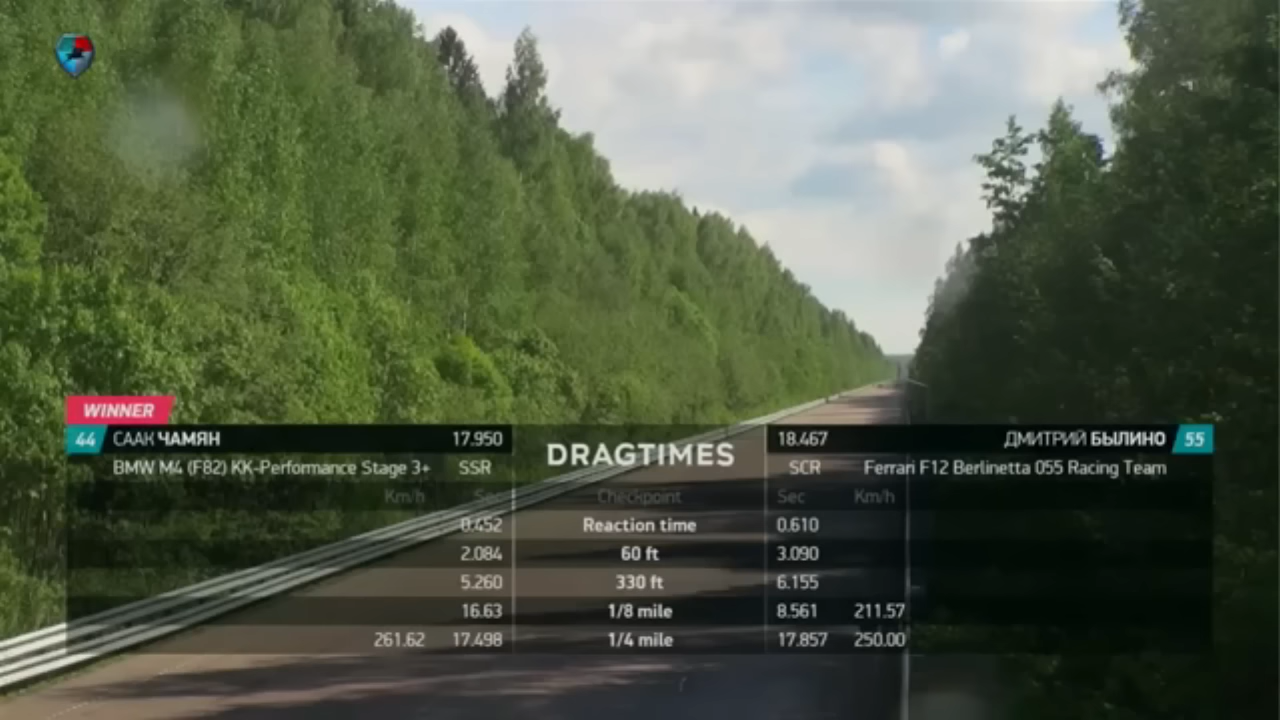 WINNER
44 СААК ЧАМЯН 17.950 DRAGTIMES 18.467 ДМИТРИЙ БЫЛИНО 55
BMW M4 (F82) KK-Performance Stage 3+ SSR SCR Ferrari F12 Berlinetta 055 Racing Team
Km/h Sec Checkpoint Sec Km/h
0.452 Reaction time 0.610
2.084 60 ft 3.090
5.260 330 ft 6.155
16.63 1/8 mile 8.561 211.57
261.62 17.498 1/4 mile 17.857 250.00